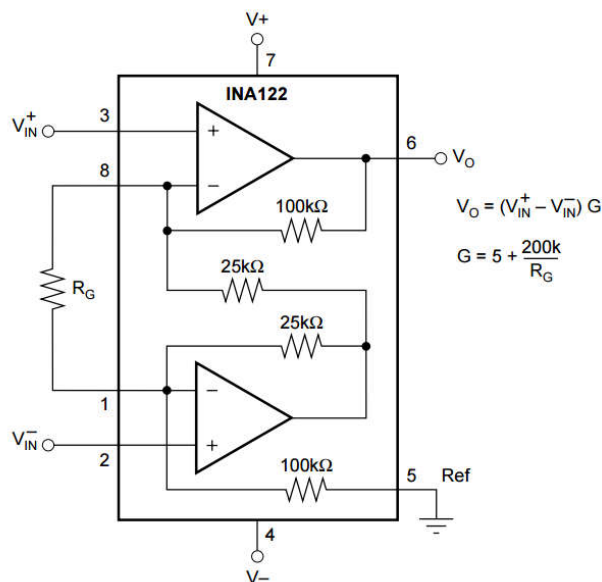 V+
7
INA122
V⁺IN
3
6
VO
8
100kΩ
VO = (V⁺IN – V⁻IN) G
G = 5 + 200k
RG
25kΩ
RG
25kΩ
1
V⁻IN
2
100kΩ
5
Ref
4
V–
+
−
−
+